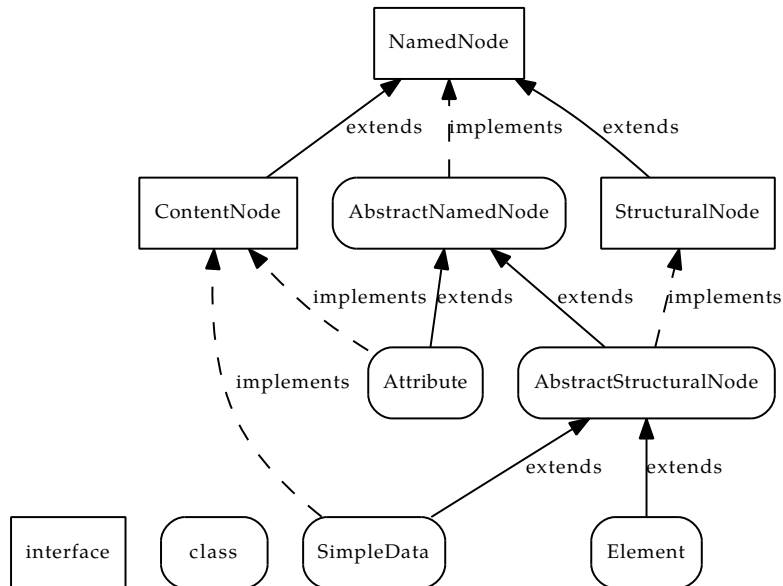 NamedNode
extends
implements
extends
ContentNode
AbstractNamedNode
StructuralNode
implements
extends
extends
implements
implements
Attribute
AbstractStructuralNode
extends
extends
interface
class
SimpleData
Element